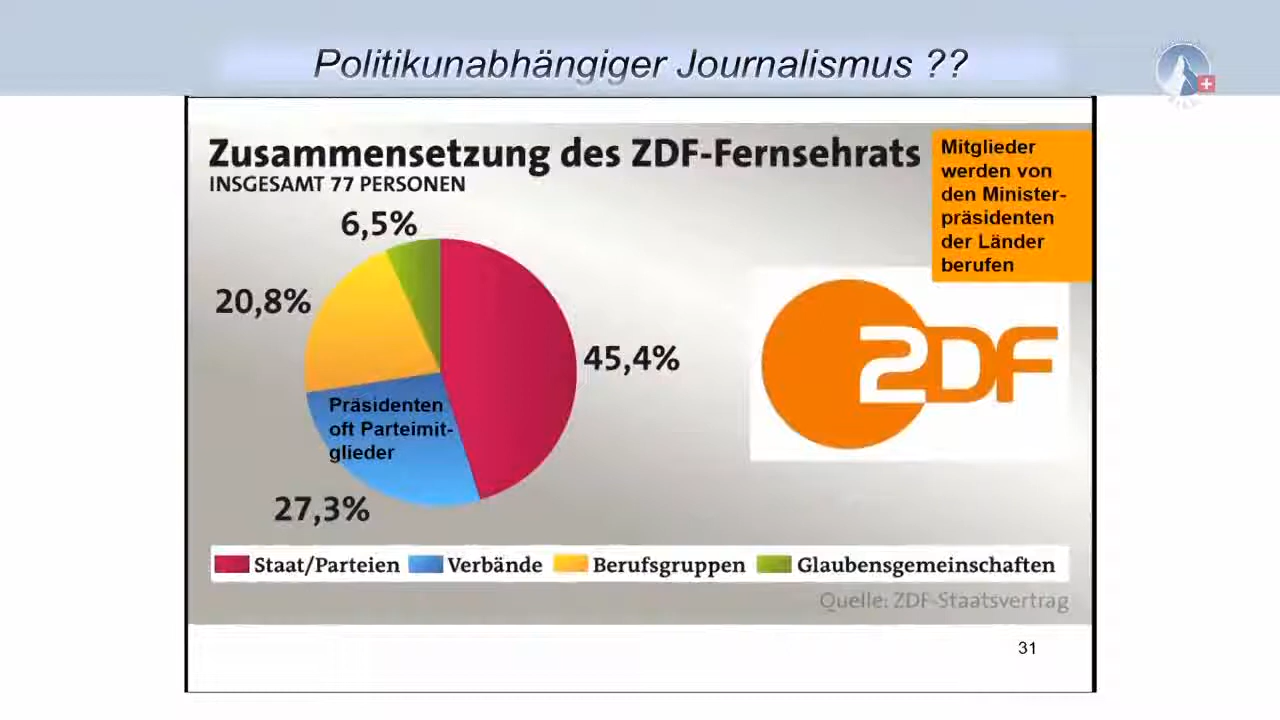 Politikunabhängiger Journalismus ??
Zusammensetzung des ZDF-Fernsehrats
INSGESAMT 77 PERSONEN
Mitglieder
werden von
den Minister-
präsidenten
der Länder
berufen
6,5%
20,8%
45,4%
ZDF
Präsidenten
oft Parteimit-
glieder
27,3%
Staat/Parteien Verbände Berufsgruppen Glaubensgemeinschaften
Quelle: ZDF-Staatsvertrag
31